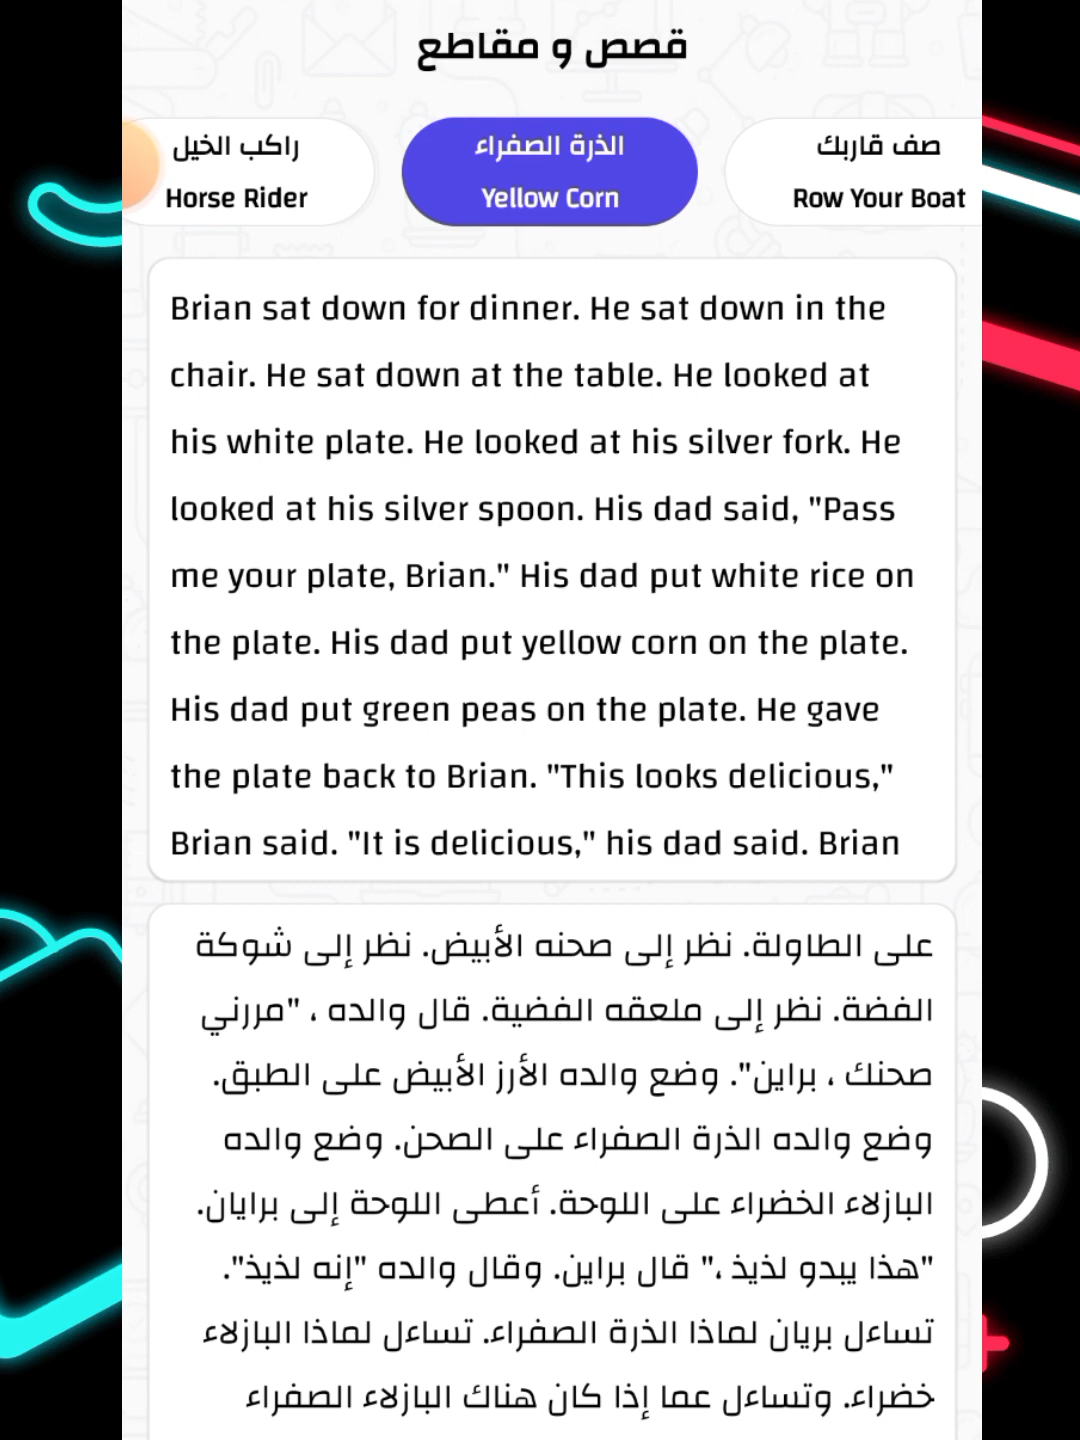 قصص و مقاطع
راكب الخيل
Horse Rider
الذرة الصفراء
Yellow Corn
صف قاربك
Row Your Boat
Brian sat down for dinner. He sat down in the
chair. He sat down at the table. He looked at
his white plate. He looked at his silver fork. He
looked at his silver spoon. His dad said, "Pass
me your plate, Brian." His dad put white rice on
the plate. His dad put yellow corn on the plate.
His dad put green peas on the plate. He gave
the plate back to Brian. "This looks delicious,"
Brian said. "It is delicious," his dad said. Brian
على الطاولة. نظر إلى صحنه الأبيض. نظر إلى شوكة
الفضة. نظر إلى ملعقه الفضية. قال والده ، "مررني
صحنك ، براين". وضع والده الأرز الأبيض على الطبق.
وضع والده الذرة الصفراء على الصحن. وضع والده
البازلاء الخضراء على اللوحة. أعطى اللوحة إلى برايان.
"هذا يبدو لذيذ ،" قال براين. وقال والده "إنه لذيذ".
تساءل بريان لماذا الذرة الصفراء. تساءل لماذا البازلاء
خضراء. وتساءل عما إذا كان هناك البازلاء الصفراء